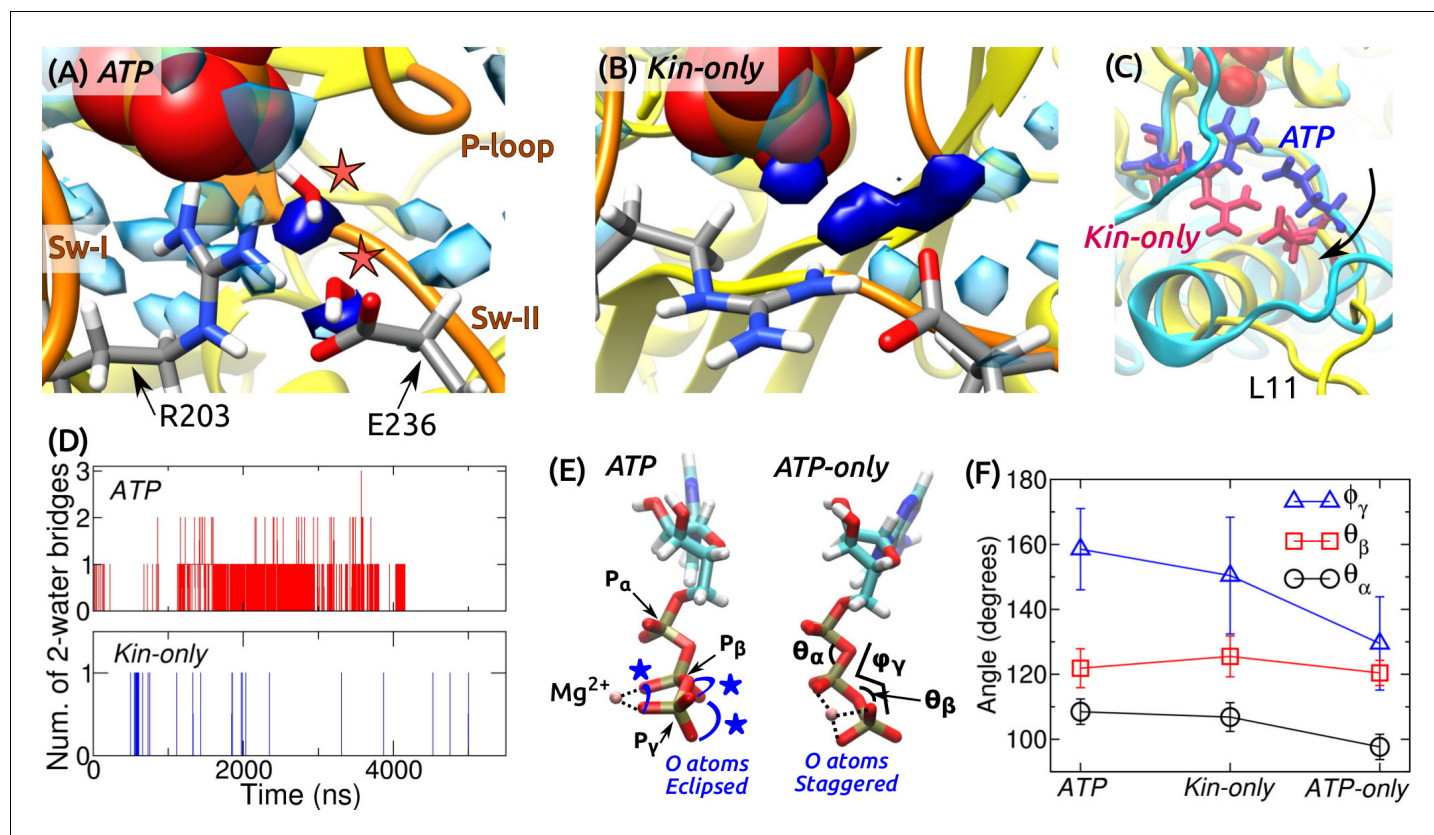 (A) ATP
P-loop
Sw-I
Sw-II
R203
E236
(B) Kin-only
(C)
ATP
Kin-only
L11
(D)
Num. of 2-water bridges
3
ATP
2
1
0
Kin-only
1
0
0 2000 4000
Time (ns)
(E) ATP ATP-only
Pα
Pβ
Mg2+
Pγ
O atoms
Eclipsed
θα
φγ
θβ
O atoms
Staggered
(F)
Angle (degrees)
180
160
140
120
100
ϕγ
θβ
θα
ATP Kin-only ATP-only